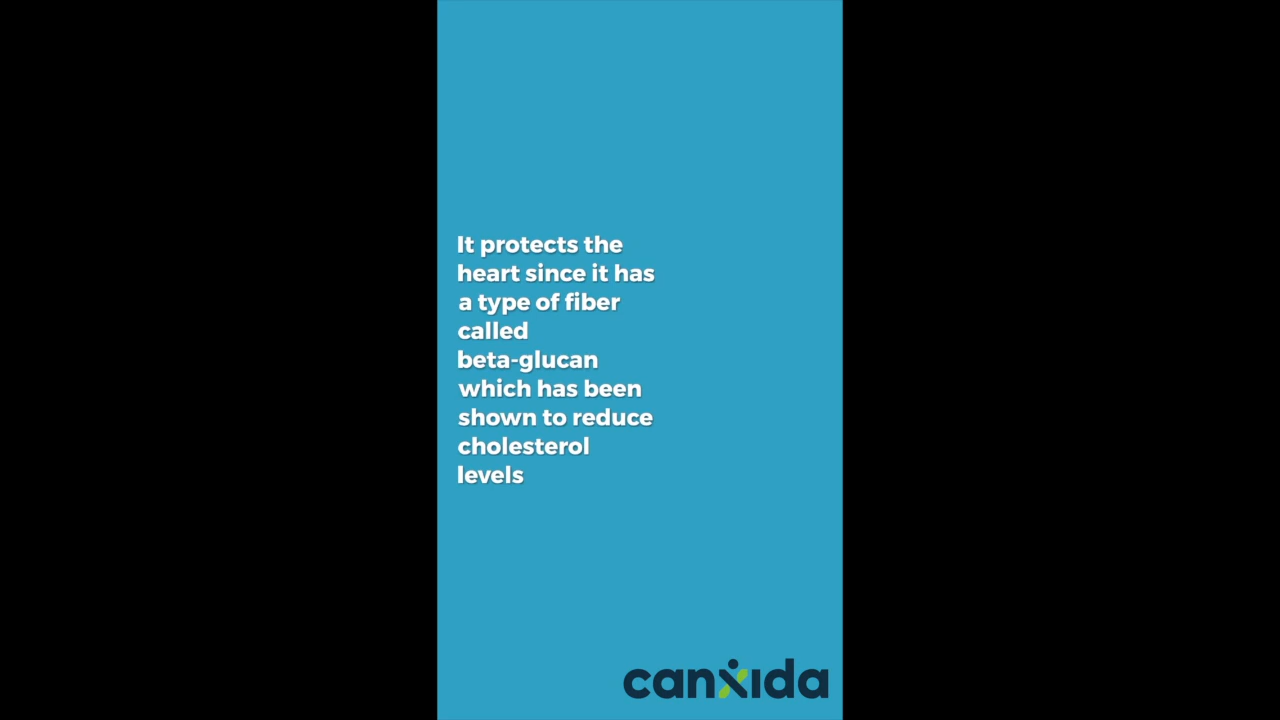 It protects the
heart since it has
a type of fiber
called
beta-glucan
which has been
shown to reduce
cholesterol
levels
canxida